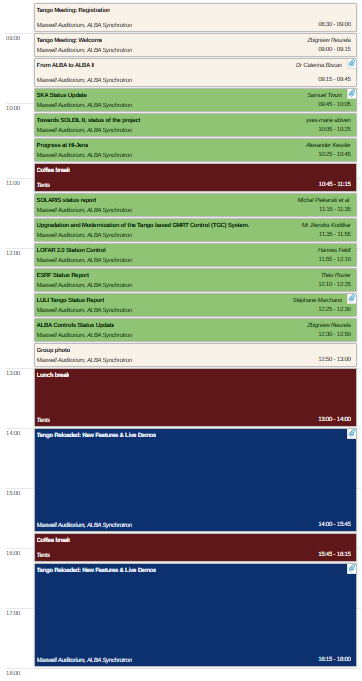 Tango Meeting: Registration
Maxwell Auditorium, ALBA Synchrotron 08:30 - 09:00
09:00
Tango Meeting: Welcome Zbigniew Reszela
Maxwell Auditorium, ALBA Synchrotron 09:00 - 09:15
From ALBA to ALBA II Dr Caterina Biscari
Maxwell Auditorium, ALBA Synchrotron 09:15 - 09:45
SKA Status Update Samuel Twum
Maxwell Auditorium, ALBA Synchrotron 09:45 - 10:05
10:00
Towards SOLEIL II, status of the project yves-marie abiven
Maxwell Auditorium, ALBA Synchrotron 10:05 - 10:25
Progress at HI-Jena Alexander Kessler
Maxwell Auditorium, ALBA Synchrotron 10:25 - 10:45
Coffee break
11:00
Tents 10:45 - 11:15
SOLARIS status report Michal Piekarski et al.
Maxwell Auditorium, ALBA Synchrotron 11:15 - 11:35
Upgradation and Modernization of the Tango based GMRT Control (TGC) System. Mr Jitendra Kodilkar
Maxwell Auditorium, ALBA Synchrotron 11:35 - 11:55
LOFAR 2.0 Station Control Hannes Feldt
12:00
Maxwell Auditorium, ALBA Synchrotron 11:55 - 12:10
ESRF Status Report Théo Rozier
Maxwell Auditorium, ALBA Synchrotron 12:10 - 12:25
LULI Tango Status Report Stéphane Marchand
Maxwell Auditorium, ALBA Synchrotron 12:25 - 12:30
ALBA Controls Status Update Zbigniew Reszela
Maxwell Auditorium, ALBA Synchrotron 12:30 - 12:50
Group photo
Maxwell Auditorium, ALBA Synchrotron 12:50 - 13:00
13:00
Lunch break
Tents 13:00 - 14:00
14:00
Tango Reloaded: New Features & Live Demos
15:00
Maxwell Auditorium, ALBA Synchrotron 14:00 - 15:45
Coffee break
16:00
Tents 15:45 - 16:15
Tango Reloaded: New Features & Live Demos
17:00
Maxwell Auditorium, ALBA Synchrotron 16:15 - 18:00
18:00